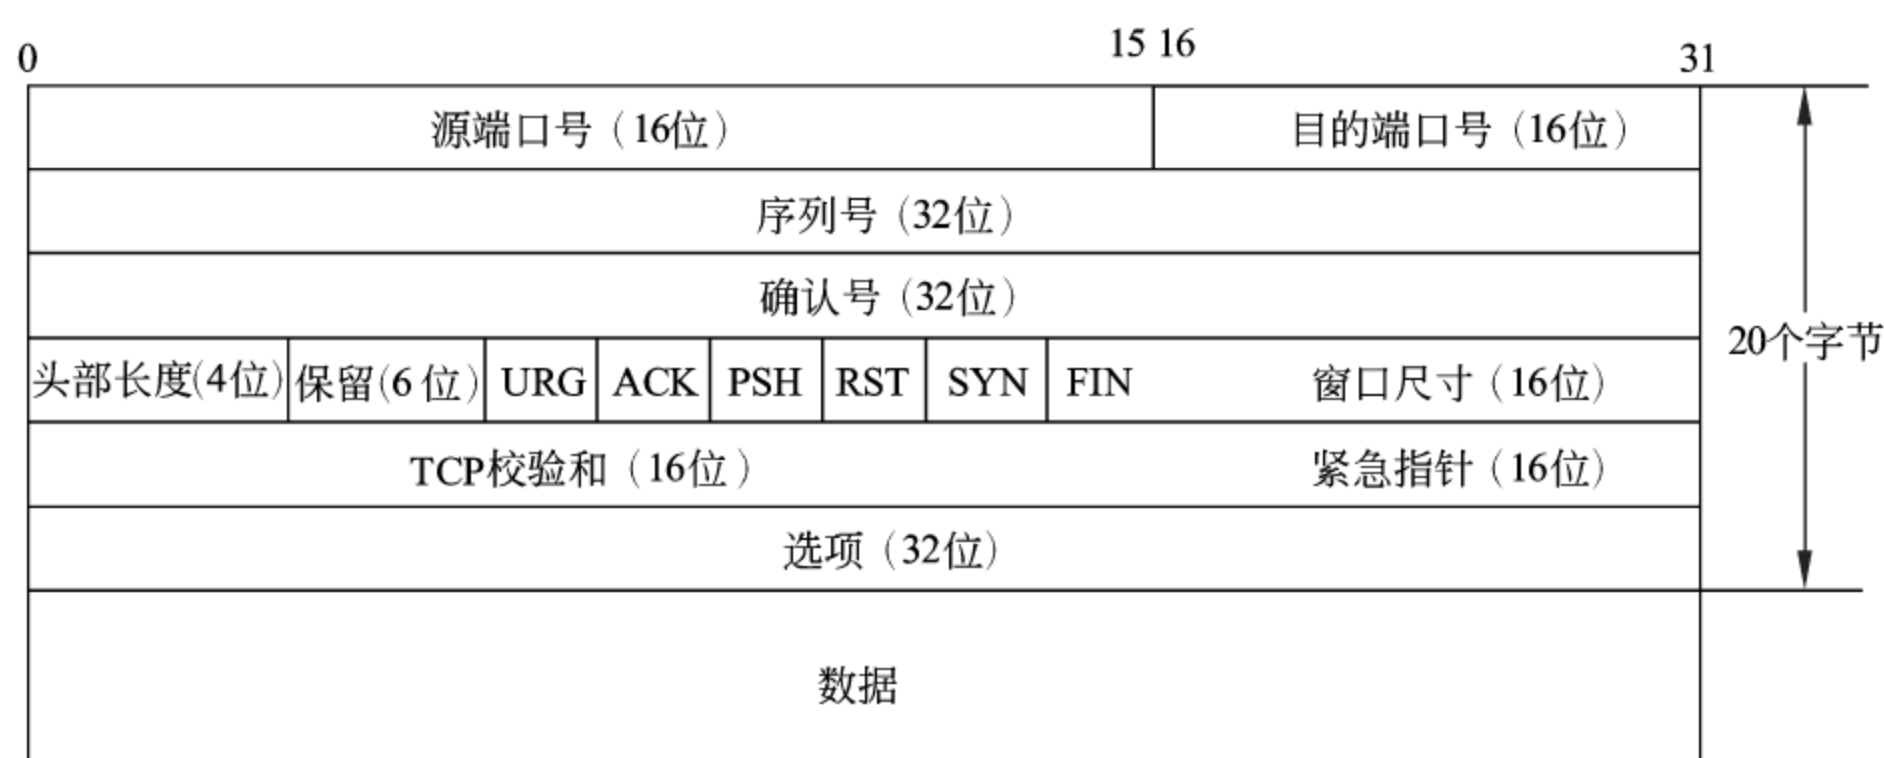 0 15 16 31
源端口号（16位） 目的端口号（16位）
序列号（32位）
确认号（32位）
20个字节
头部长度(4位) 保留(6 位) URG ACK PSH RST SYN FIN 窗口尺寸（16位）
TCP校验和（16位） 紧急指针（16位）
选项（32位）
数据